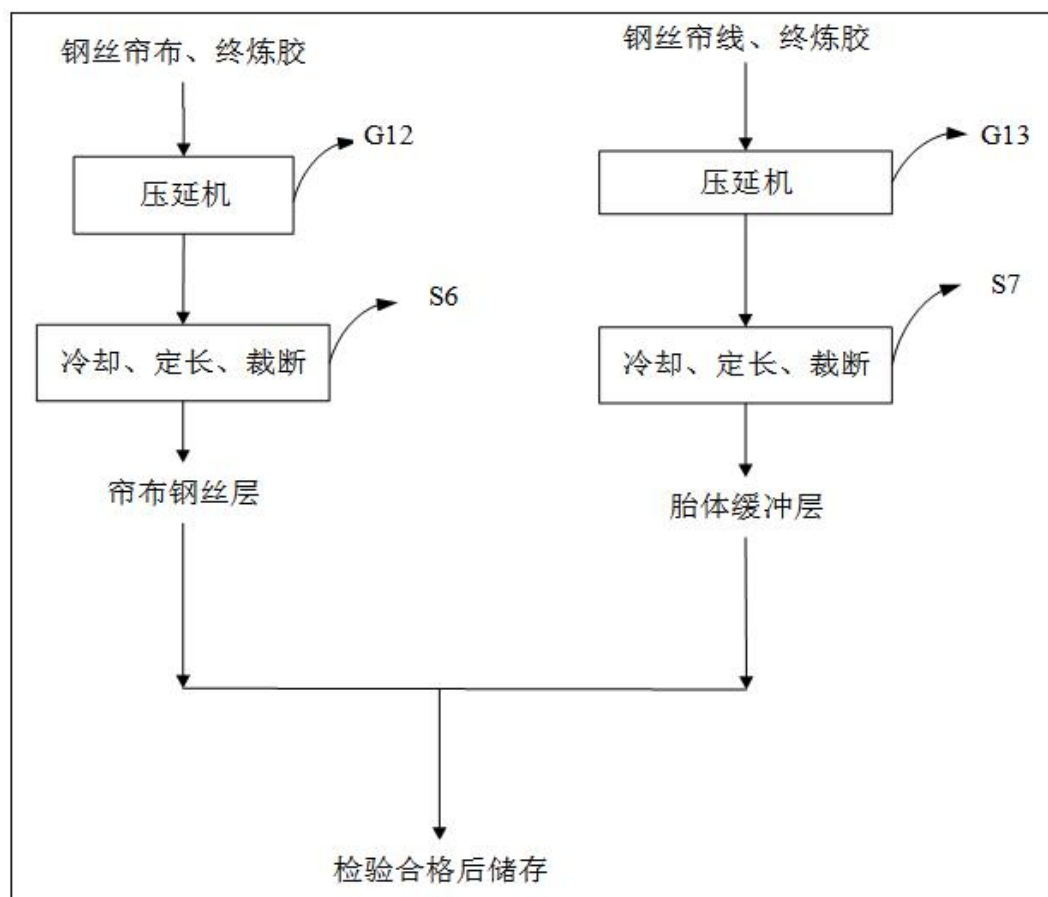 钢丝帘布、终炼胶
钢丝帘线、终炼胶
G12
G13
压延机
压延机
S6
S7
冷却、定长、裁断
冷却、定长、裁断
帘布钢丝层
胎体缓冲层
检验合格后储存